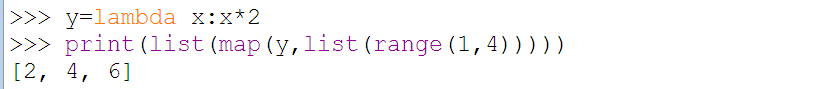 >>> y=lambda x:x*2
>>> print(list(map(y,list(range(1,4)))))
[2, 4, 6]